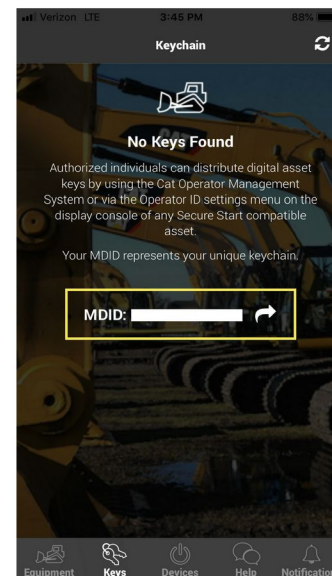 Verizon LTE 3:45 PM 88%
Keychain
No Keys Found
Authorized individuals can distribute digital asset
keys by using the Cat Operator Management
System or via the Operator ID settings menu on the
display console of any Secure Start compatible
asset.
Your MDID represents your unique keychain.
MDID:
Equipment Keys Devices Help Notification